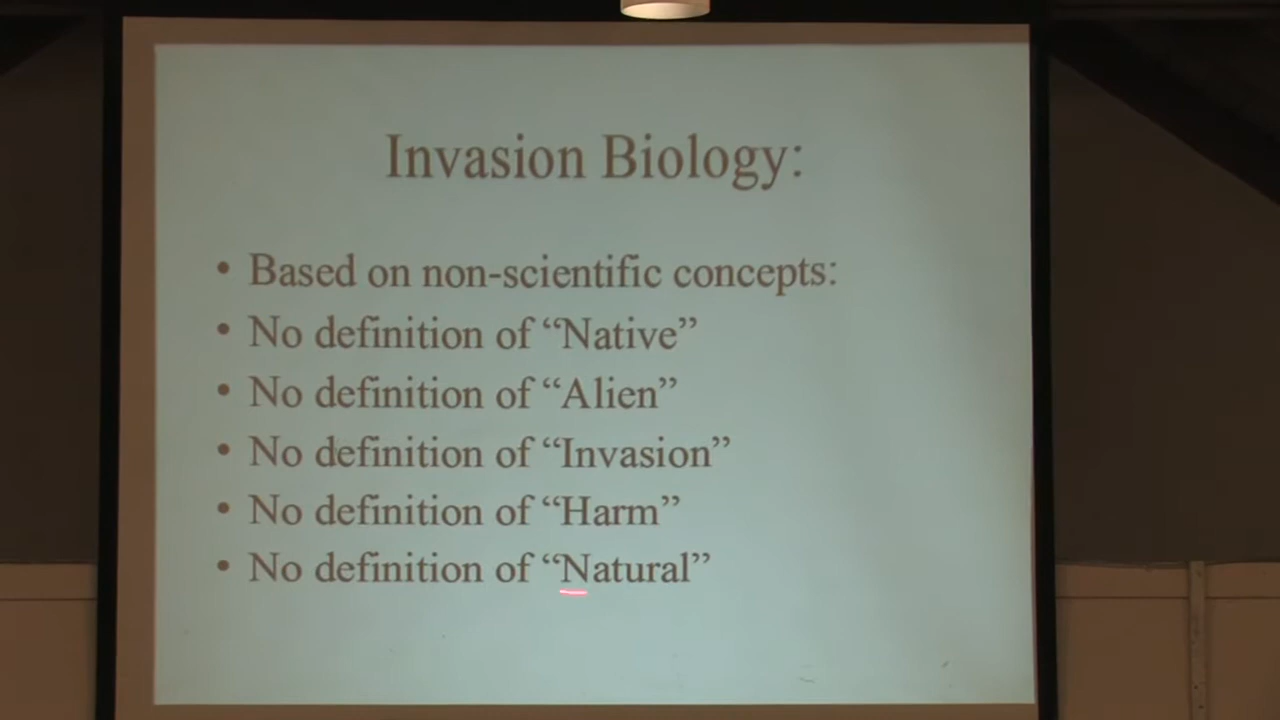 Invasion Biology:
• Based on non-scientific concepts:
• No definition of “Native”
• No definition of “Alien”
• No definition of “Invasion”
• No definition of “Harm”
• No definition of “Natural”